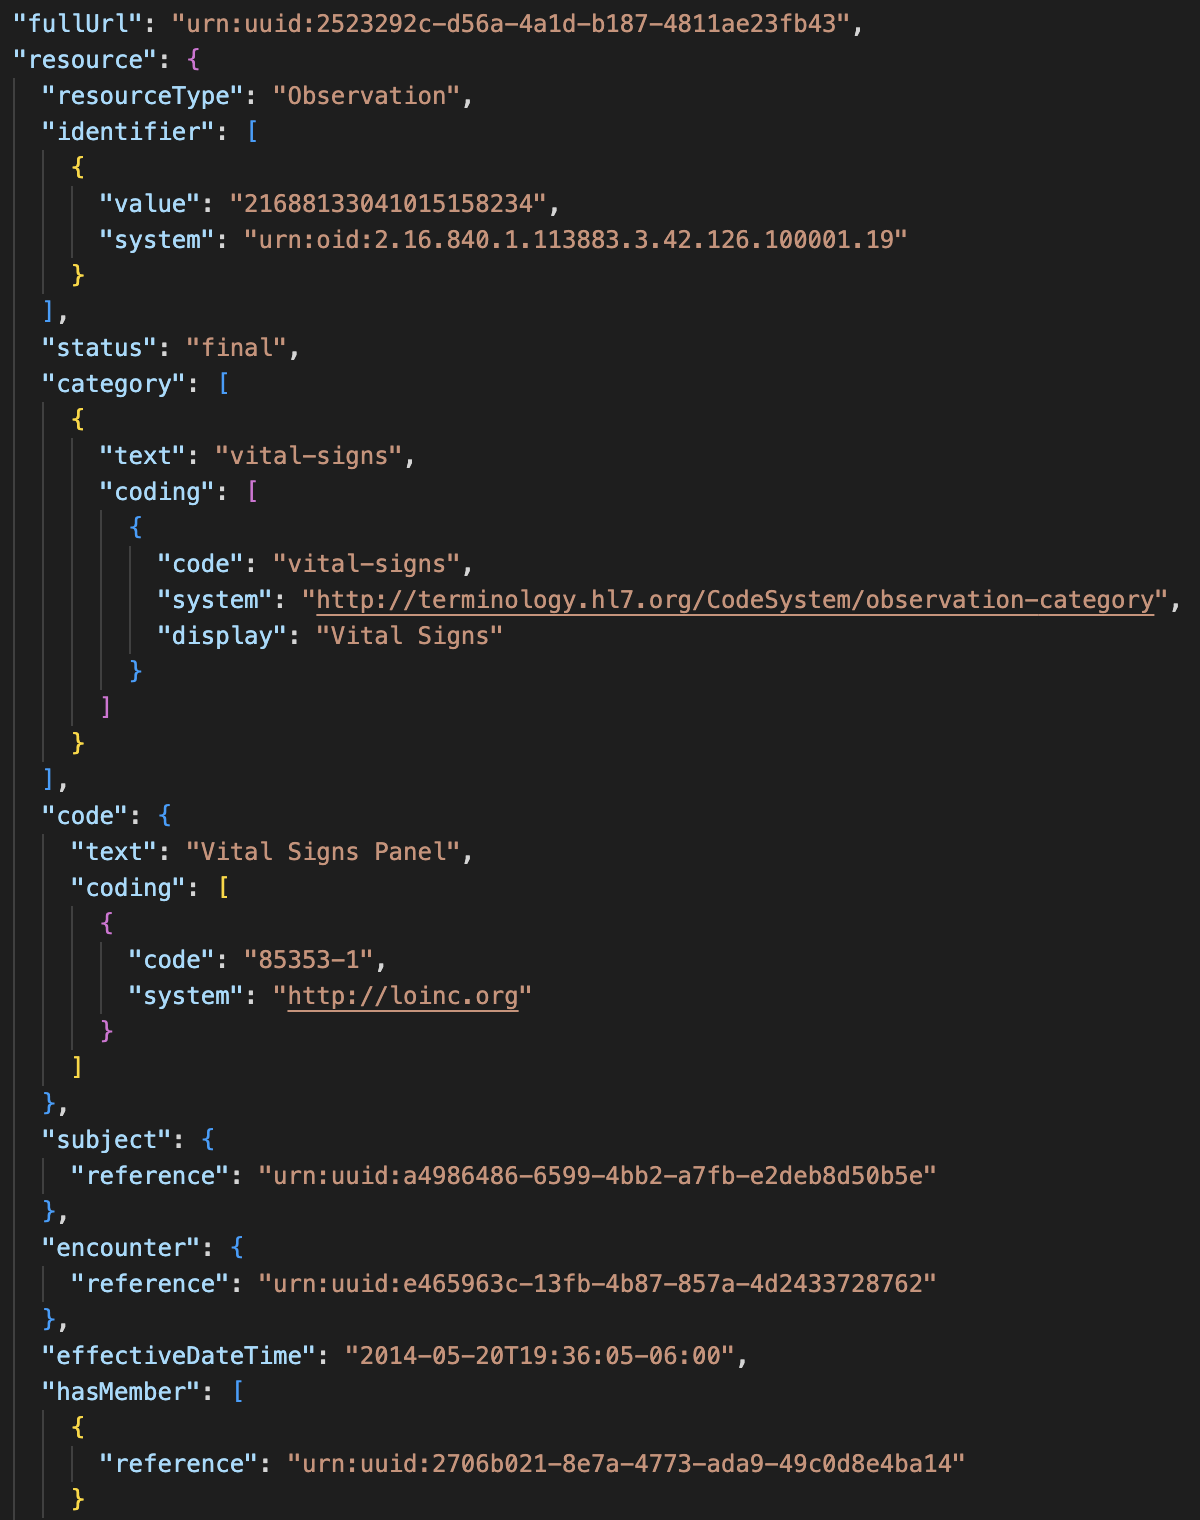 "fullUrl": "urn:uuid:2523292c-d56a-4a1d-b187-4811ae23fb43",
"resource": {
"resourceType": "Observation",
"identifier": [
{
"value": "21688133041015158234",
"system": "urn:oid:2.16.840.1.113883.3.42.126.100001.19"
}
],
"status": "final",
"category": [
{
"text": "vital-signs",
"coding": [
{
"code": "vital-signs",
"system": "http://terminology.hl7.org/CodeSystem/observation-category",
"display": "Vital Signs"
}
]
}
],
"code": {
"text": "Vital Signs Panel",
"coding": [
{
"code": "85353-1",
"system": "http://loinc.org"
}
]
},
"subject": {
"reference": "urn:uuid:a4986486-6599-4bb2-a7fb-e2deb8d50b5e"
},
"encounter": {
"reference": "urn:uuid:e465963c-13fb-4b87-857a-4d2433728762"
},
"effectiveDateTime": "2014-05-20T19:36:05-06:00",
"hasMember": [
{
"reference": "urn:uuid:2706b021-8e7a-4773-ada9-49c0d8e4ba14"
}